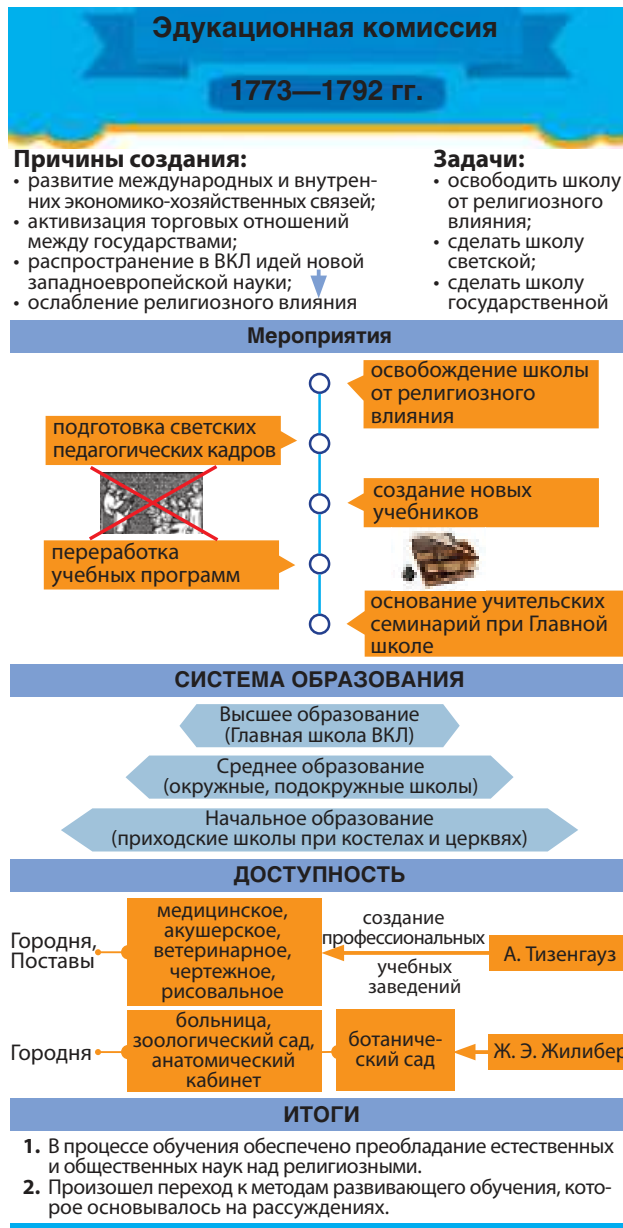 Эдукационная комиссия
1773—1792 гг.
Причины создания:
• развитие международных и внутрен-
них экономико-хозяйственных связей;
• активизация торговых отношений
между государствами;
• распространение в ВКЛ идей новой
западноевропейской науки;
• ослабление религиозного влияния
Задачи:
• освободить школу
от религиозного
влияния;
• сделать школу
светской;
• сделать школу
государственной
Мероприятия
освобождение школы
от религиозного
влияния
подготовка светских
педагогических кадров
создание новых
учебников
переработка
учебных программ
основание учительских
семинарий при Главной
школе
СИСТЕМА ОБРАЗОВАНИЯ
Высшее образование
(Главная школа ВКЛ)
Среднее образование
(окружные, подокружные школы)
Начальное образование
(приходские школы при костелах и церквях)
ДОСТУПНОСТЬ
Городня,
Поставы
медицинское,
акушерское,
ветеринарное,
чертежное,
рисовальное
создание
профессиональных
учебных
заведений
А. Тизенгауз
Городня
больница,
зоологический сад,
анатомический
кабинет
ботаниче-
ский сад
Ж. Э. Жилибер
ИТОГИ
1. В процессе обучения обеспечено преобладание естественных
и общественных наук над религиозными.
2. Произошел переход к методам развивающего обучения, кото-
рое основывалось на рассуждениях.